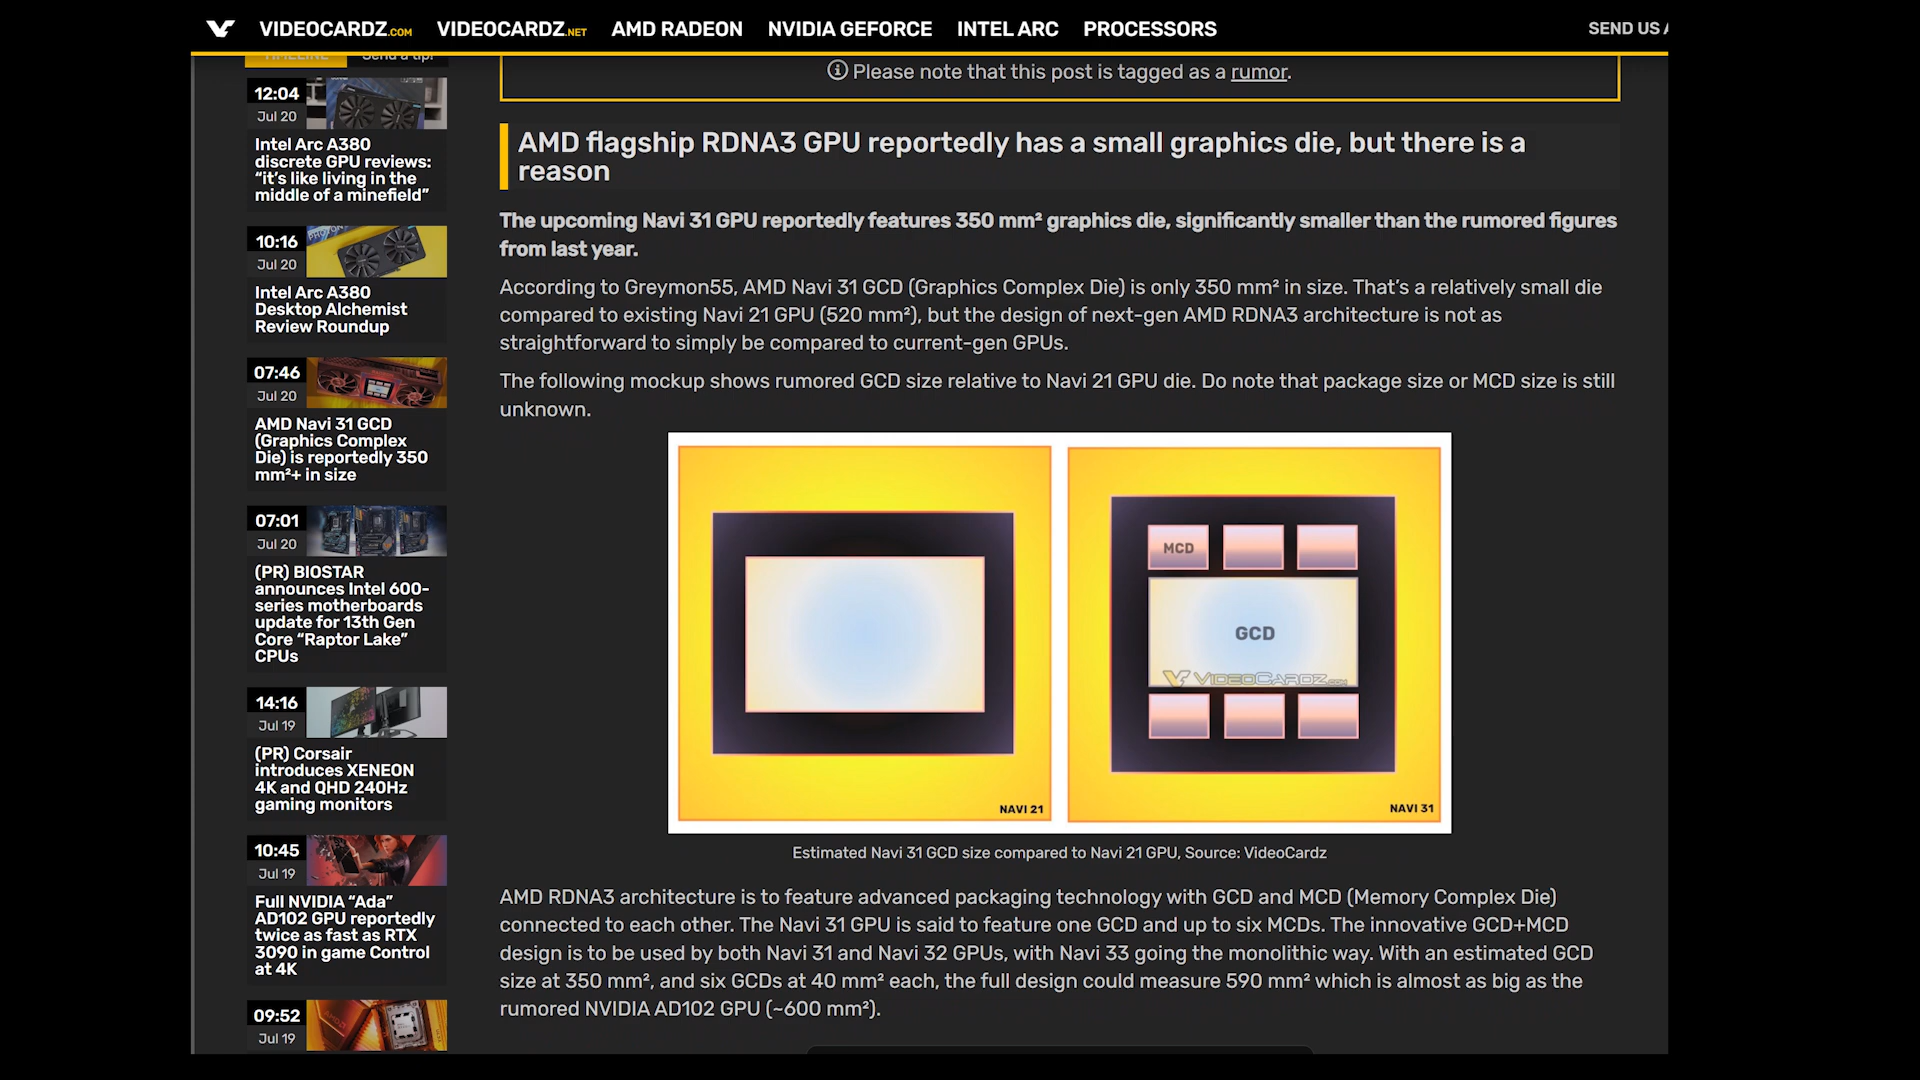 VIDEOCARDZ.COM VIDEOCARDZ.NET AMD RADEON NVIDIA GEFORCE INTEL ARC PROCESSORS SEND US A
TIMELINE Send a tip!
12:04
Jul 20
Intel Arc A380
discrete GPU reviews:
“it’s like living in the
middle of a minefield”
10:16
Jul 20
Intel Arc A380
Desktop Alchemist
Review Roundup
07:46
Jul 20
AMD Navi 31 GCD
(Graphics Complex
Die) is reportedly 350
mm²+ in size
07:01
Jul 20
(PR) BIOSTAR
announces Intel 600-
series motherboards
update for 13th Gen
Core “Raptor Lake”
CPUs
14:16
Jul 19
(PR) Corsair
introduces XENEON
4K and QHD 240Hz
gaming monitors
10:45
Jul 19
Full NVIDIA “Ada”
AD102 GPU reportedly
twice as fast as RTX
3090 in game Control
at 4K
09:52
Jul 19
Please note that this post is tagged as a rumor.
AMD flagship RDNA3 GPU reportedly has a small graphics die, but there is a
reason
The upcoming Navi 31 GPU reportedly features 350 mm² graphics die, significantly smaller than the rumored figures
from last year.
According to Greymon55, AMD Navi 31 GCD (Graphics Complex Die) is only 350 mm² in size. That’s a relatively small die
compared to existing Navi 21 GPU (520 mm²), but the design of next-gen AMD RDNA3 architecture is not as
straightforward to simply be compared to current-gen GPUs.
The following mockup shows rumored GCD size relative to Navi 21 GPU die. Do note that package size or MCD size is still
unknown.
NAVI 21
MCD
GCD
VIDEOCARDZ.COM
NAVI 31
Estimated Navi 31 GCD size compared to Navi 21 GPU, Source: VideoCardz
AMD RDNA3 architecture is to feature advanced packaging technology with GCD and MCD (Memory Complex Die)
connected to each other. The Navi 31 GPU is said to feature one GCD and up to six MCDs. The innovative GCD+MCD
design is to be used by both Navi 31 and Navi 32 GPUs, with Navi 33 going the monolithic way. With an estimated GCD
size at 350 mm², and six GCDs at 40 mm² each, the full design could measure 590 mm² which is almost as big as the
rumored NVIDIA AD102 GPU (~600 mm²).